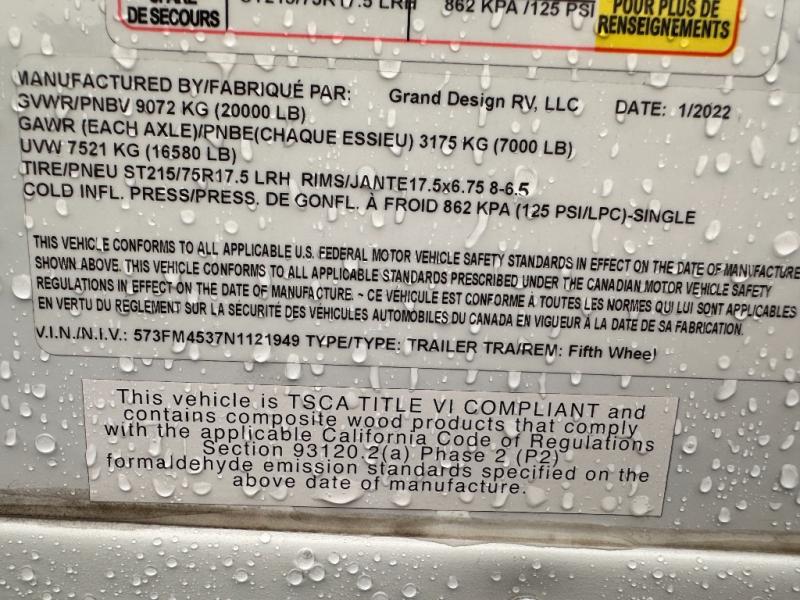 DE SECOURS
862 KPA /125 PSI
POUR PLUS DE
RENSEIGNEMENTS
MANUFACTURED BY/FABRIQUÉ PAR: Grand Design RV, LLC DATE: 1/2022
GVWR/PNBV 9072 KG (20000 LB)
GAWR (EACH AXLE)/PNBE(CHAQUE ESSIEU) 3175 KG (7000 LB)
UVW 7521 KG (16580 LB)
TIRE/PNEU ST215/75R17.5 LRH RIMS/JANTE17.5x6.75 8-6.5
COLD INFL. PRESS/PRESS. DE GONFL. À FROID 862 KPA (125 PSI/LPC)-SINGLE
THIS VEHICLE CONFORMS TO ALL APPLICABLE U.S. FEDERAL MOTOR VEHICLE SAFETY STANDARDS IN EFFECT ON THE DATE OF MANUFACTURE
SHOWN ABOVE. THIS VEHICLE CONFORMS TO ALL APPLICABLE STANDARDS PRESCRIBED UNDER THE CANADIAN MOTOR VEHICLE SAFETY
REGULATIONS IN EFFECT ON THE DATE OF MANUFACTURE. ~ CE VÉHICULE EST CONFORME À TOUTES LES NORMES QUI LUI SONT APPLICABLES
EN VERTU DU REGLEMENT SUR LA SÉCURITÉ DES VÉHICULES AUTOMOBILES DU CANADA EN VIGUEUR À LA DATE DE SA FABRICATION.
V.I.N./N.I.V.: 573FM4537N1121949 TYPE/TYPE: TRAILER TRA/REM: Fifth Wheel
This vehicle is TSCA TITLE VI COMPLIANT and
contains composite wood products that comply
with the applicable California Code of Regulations
Section 93120.2(a) Phase 2 (P2)
formaldehyde emission standards specified on the
above date of manufacture.